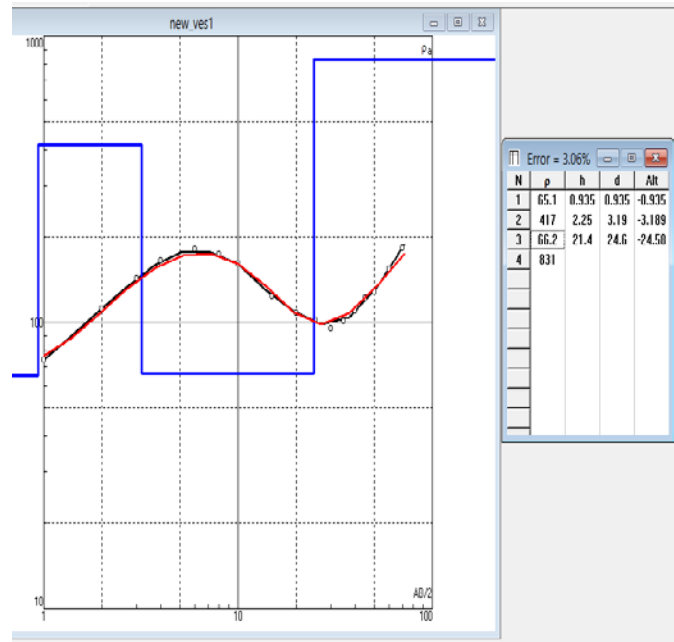 new_ves1
1000
ρa
100
10
AB/2
1 10 100
Error = 3.06%
N ρ h d Alt
1 65.1 0.935 0.935 -0.935
2 417 2.25 3.19 -3.189
3 66.2 21.4 24.6 -24.58
4 831